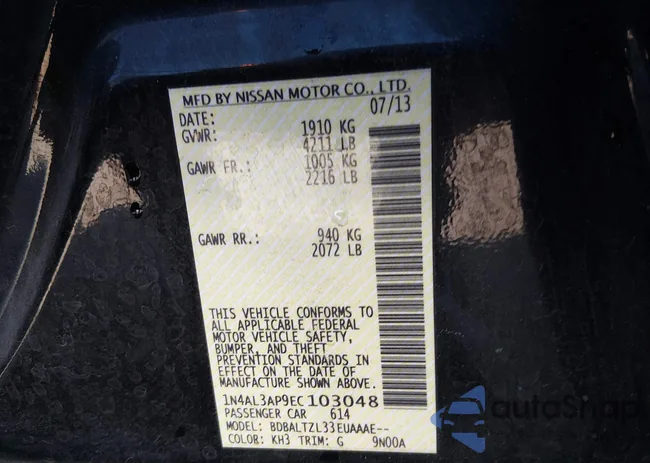 MFD BY NISSAN MOTOR CO., LTD.
DATE: 07/13
GVWR: 1910 KG
4211 LB
GAWR FR.: 1005 KG
2216 LB
GAWR RR.: 940 KG
2072 LB
THIS VEHICLE CONFORMS TO
ALL APPLICABLE FEDERAL
MOTOR VEHICLE SAFETY,
BUMPER, AND THEFT
PREVENTION STANDARDS IN
EFFECT ON THE DATE OF
MANUFACTURE SHOWN ABOVE.
1N4AL3AP9EC103048
PASSENGER CAR 614
MODEL: BDBALTZL33EUAAAE--
COLOR: KH3 TRIM: G 9N00A
autoShap